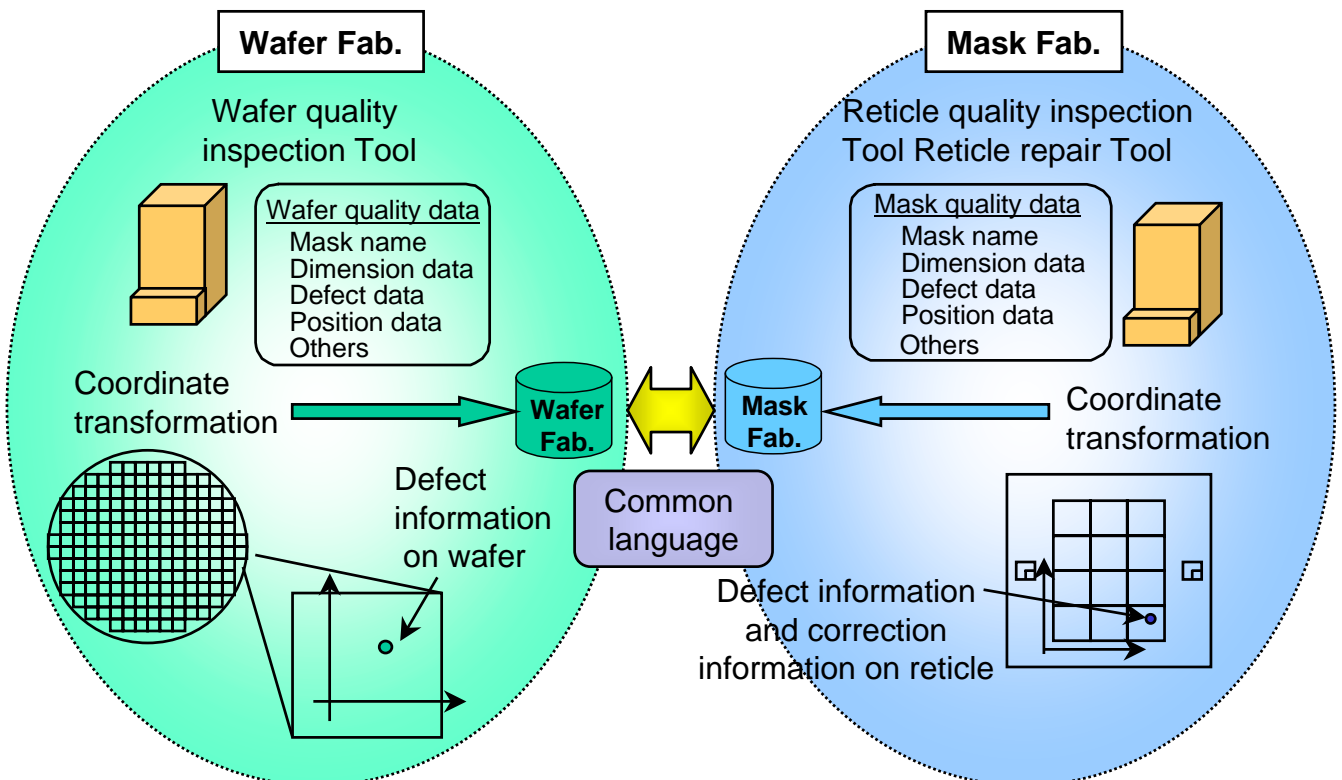 Wafer Fab.
Wafer quality
inspection Tool
Wafer quality data
Mask name
Dimension data
Defect data
Position data
Others
Coordinate
transformation
Wafer
Fab.
Defect
information
on wafer
Common
language
Mask Fab.
Reticle quality inspection
Tool Reticle repair Tool
Mask quality data
Mask name
Dimension data
Defect data
Position data
Others
Mask
Fab.
Coordinate
transformation
Defect information
and correction
information on reticle